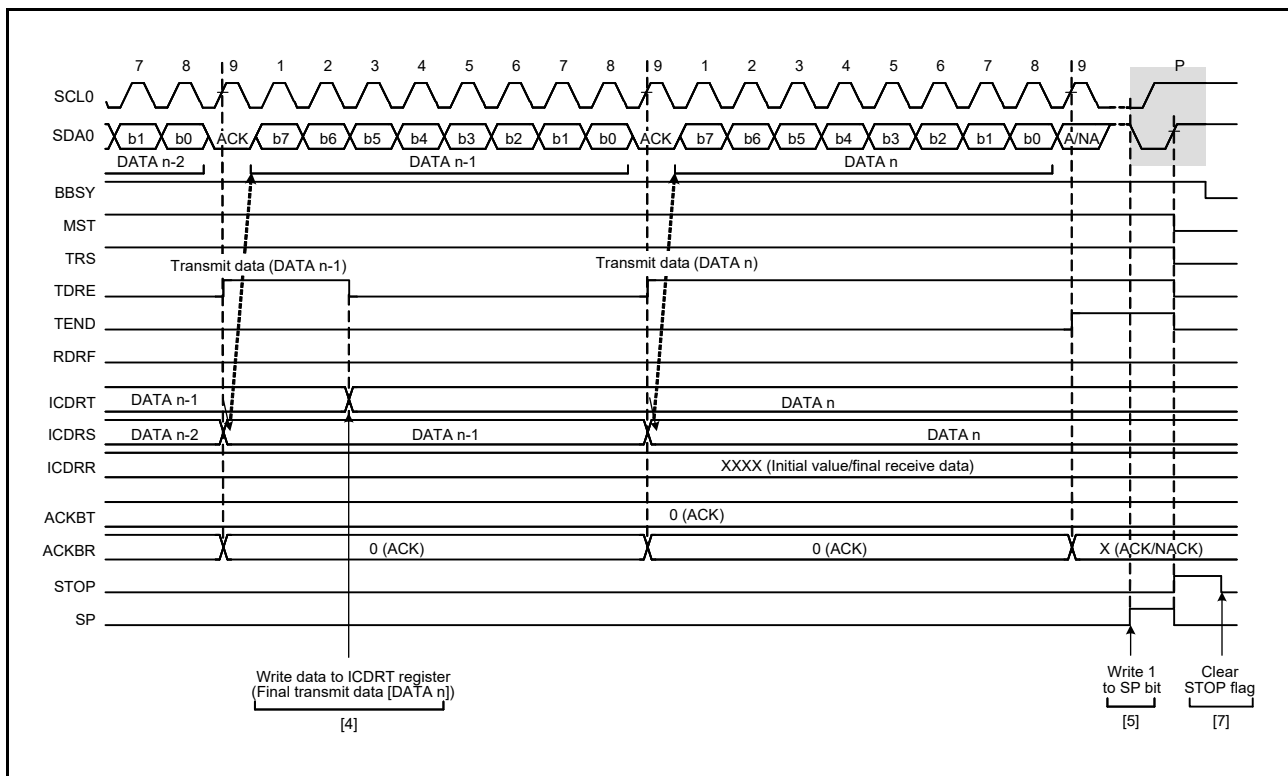 7 8 9 1 2 3 4 5 6 7 8 9 1 2 3 4 5 6 7 8 9 P
SCL0
SDA0 b1 b0 ACK b7 b6 b5 b4 b3 b2 b1 b0 ACK b7 b6 b5 b4 b3 b2 b1 b0 A/NA
DATA n-2 DATA n-1 DATA n
BBSY
MST
TRS
Transmit data (DATA n-1) Transmit data (DATA n)
TDRE
TEND
RDRF
ICDRT DATA n-1 DATA n
ICDRS DATA n-2 DATA n-1 DATA n
ICDRR XXXX (Initial value/final receive data)
ACKBT 0 (ACK)
ACKBR 0 (ACK) 0 (ACK) X (ACK/NACK)
STOP
SP
Write data to ICDRT register
(Final transmit data [DATA n])
[4]
Write 1
to SP bit
[5]
Clear
STOP flag
[7]